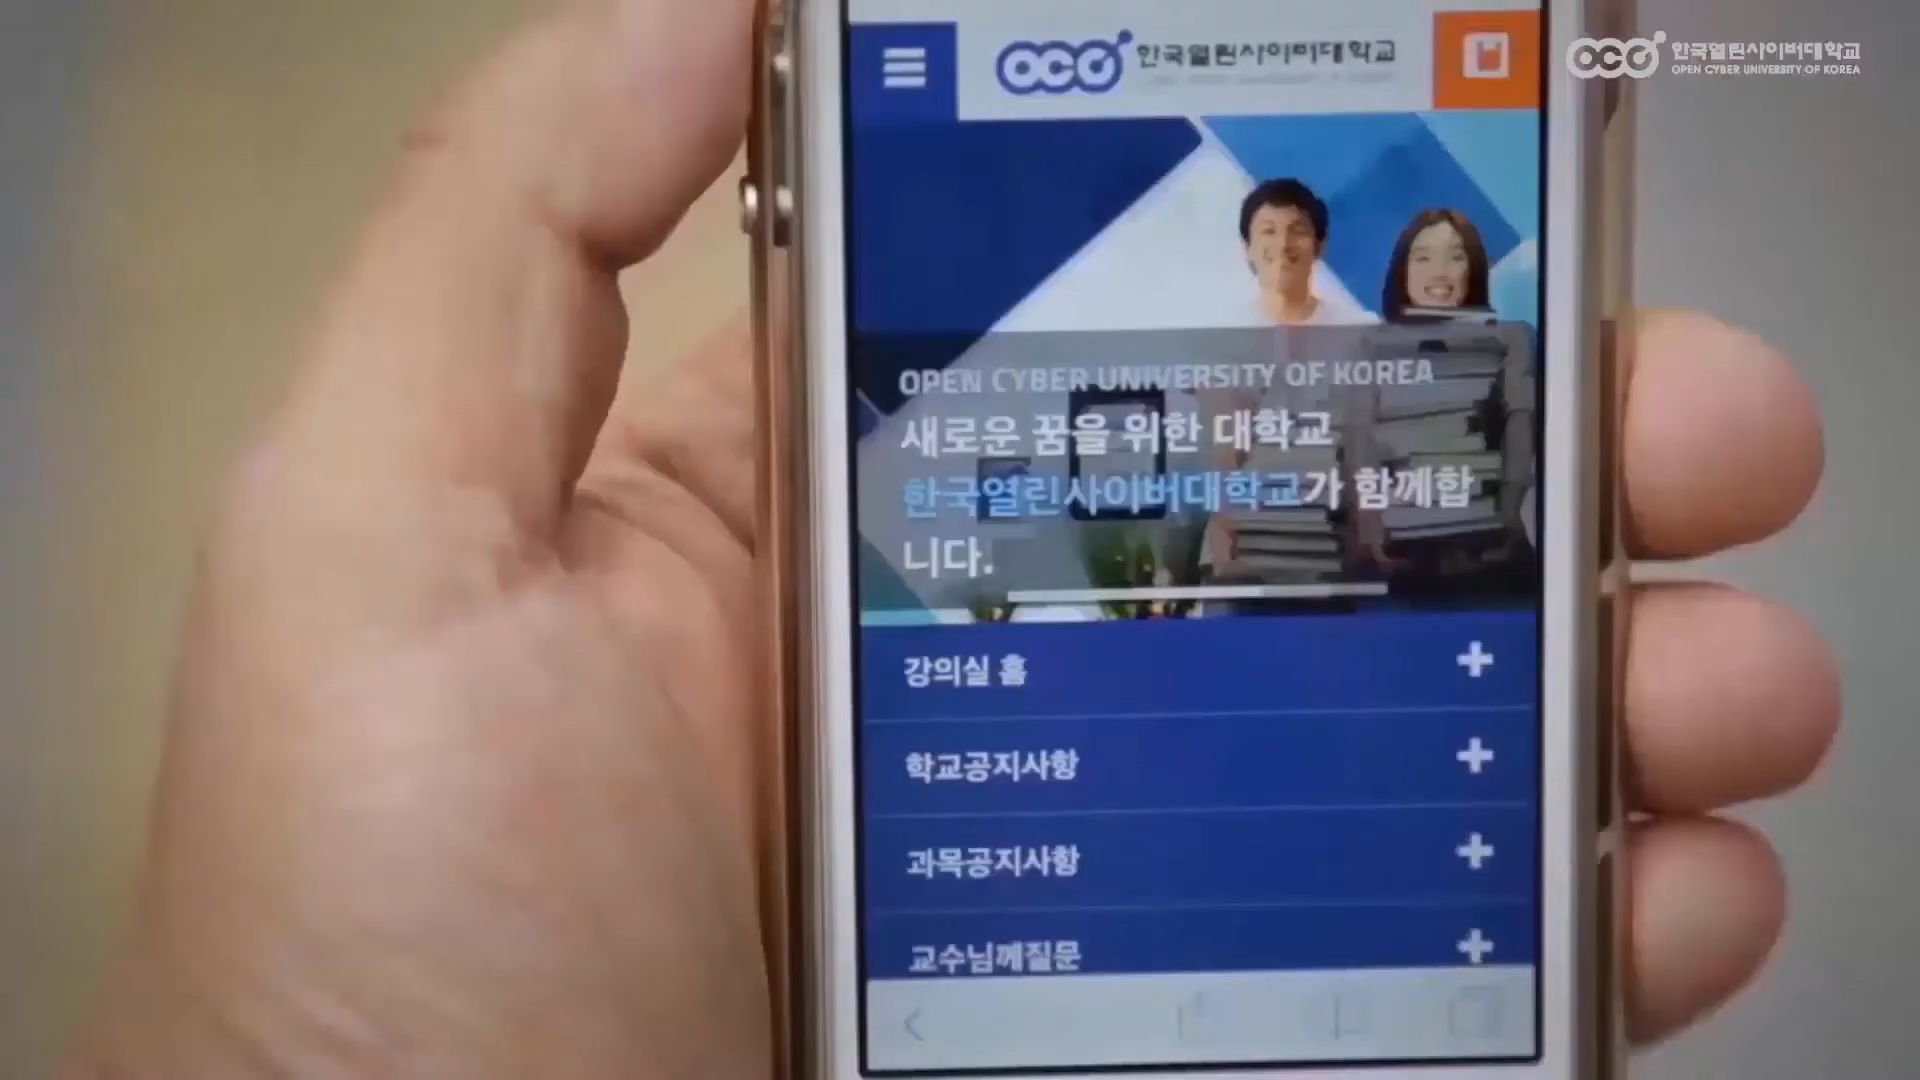 OCO 한국열린사이버대학교
OCO 한국열린사이버대학교
OPEN CYBER UNIVERSITY OF KOREA
OPEN CYBER UNIVERSITY OF KOREA
새로운 꿈을 위한 대학교
한국열린사이버대학교가 함께합
니다.
강의실 홈
학교공지사항
과목공지사항
교수님께질문